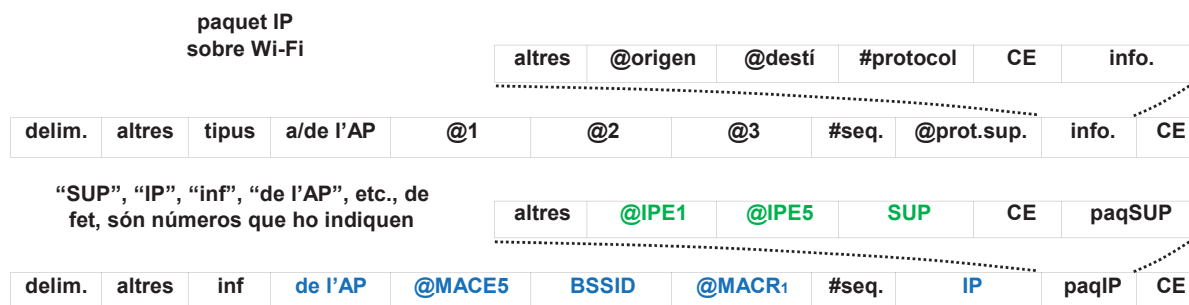 paquet IP
sobre Wi-Fi
altres @origen @destí #protocol CE info.
delim. altres tipus a/de l’AP @1 @2 @3 #seq. @prot.sup. info. CE
“SUP”, “IP”, “inf”, “de l’AP”, etc., de
fet, són números que ho indiquen
altres @IPE1 @IPE5 SUP CE paqSUP
delim. altres inf de l’AP @MACE5 BSSID @MACR1 #seq. IP paqIP CE